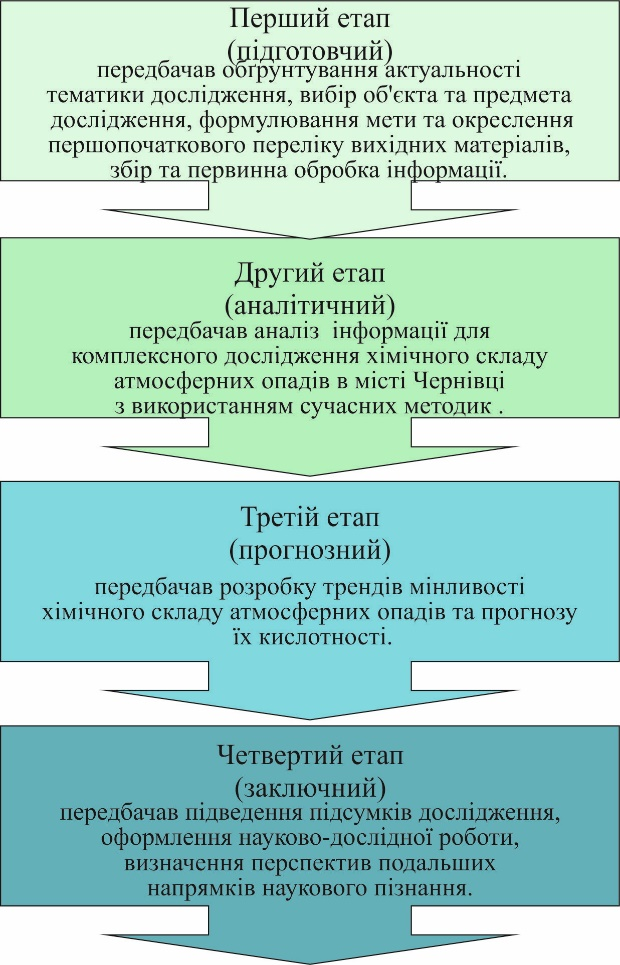 Перший етап
(підготовчий)
передбачав обґрунтування актуальності
тематики дослідження, вибір об'єкта та предмета
дослідження, формулювання мети та окреслення
першопочаткового переліку вихідних матеріалів,
збір та первинна обробка інформації.
Другий етап
(аналітичний)
передбачав аналіз інформації для
комплексного дослідження хімічного складу
атмосферних опадів в місті Чернівці
з використанням сучасних методик .
Третій етап
(прогнозний)
передбачав розробку трендів мінливості
хімічного складу атмосферних опадів та прогнозу
їх кислотності.
Четвертий етап
(заключний)
передбачав підведення підсумків дослідження,
оформлення науково-дослідної роботи,
визначення перспектив подальших
напрямків наукового пізнання.